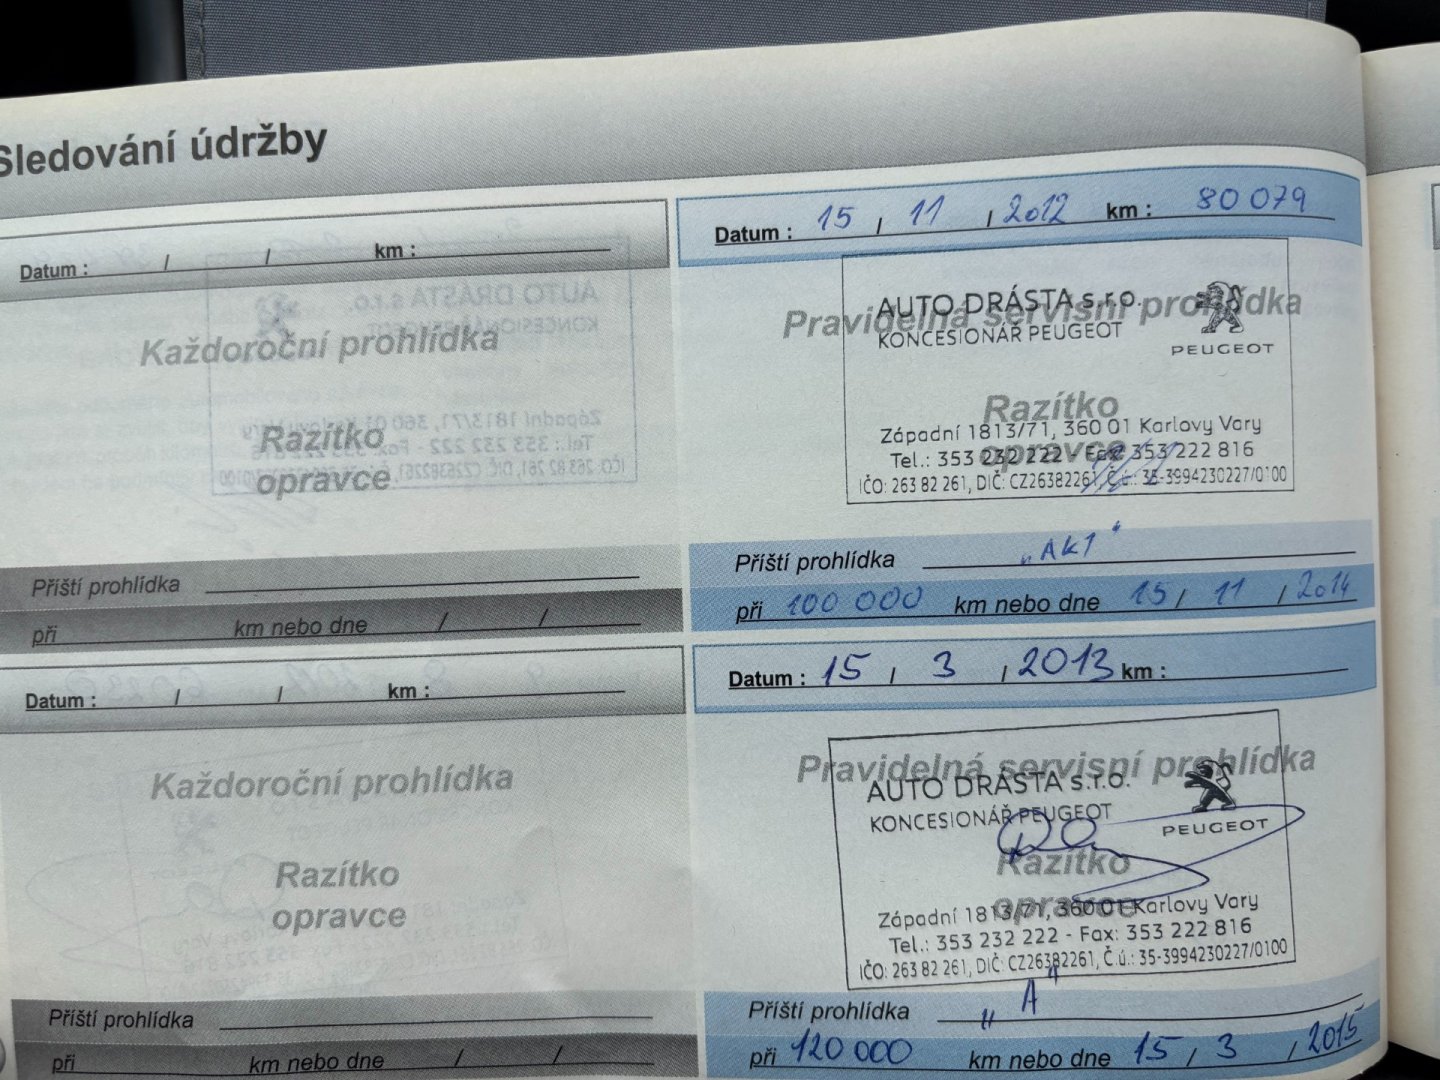 Sledování údržby
Datum : / / km :
Každoroční prohlídka
Razítko
opravce
Příští prohlídka
při km nebo dne / /
Datum : / / km :
Každoroční prohlídka
Razítko
opravce
Příští prohlídka
při km nebo dne / /
Datum : 15 / 11 / 2012 km : 80 079
Pravidelná servisní prohlídka
AUTO DRÁSTA s.r.o.
KONCESIONÁŘ PEUGEOT
PEUGEOT
Razítko
opravce
Západní 1813/71, 360 01 Karlovy Vary
Tel.: 353 232 222 - Fax: 353 222 816
IČO: 263 82 261, DIČ: CZ26382261, Č.ú.: 35-3994230227/0100
Příští prohlídka „AK1"
při 100 000 km nebo dne 15 / 11 / 2014
Datum : 15 / 3 / 2013 km :
Pravidelná servisní prohlídka
AUTO DRÁSTA s.r.o.
KONCESIONÁŘ PEUGEOT
PEUGEOT
Razítko
opravce
Západní 1813/71, 360 01 Karlovy Vary
Tel.: 353 232 222 - Fax: 353 222 816
IČO: 263 82 261, DIČ: CZ26382261, Č.ú.: 35-3994230227/0100
Příští prohlídka „A"
při 120 000 km nebo dne 15 / 3 / 2015